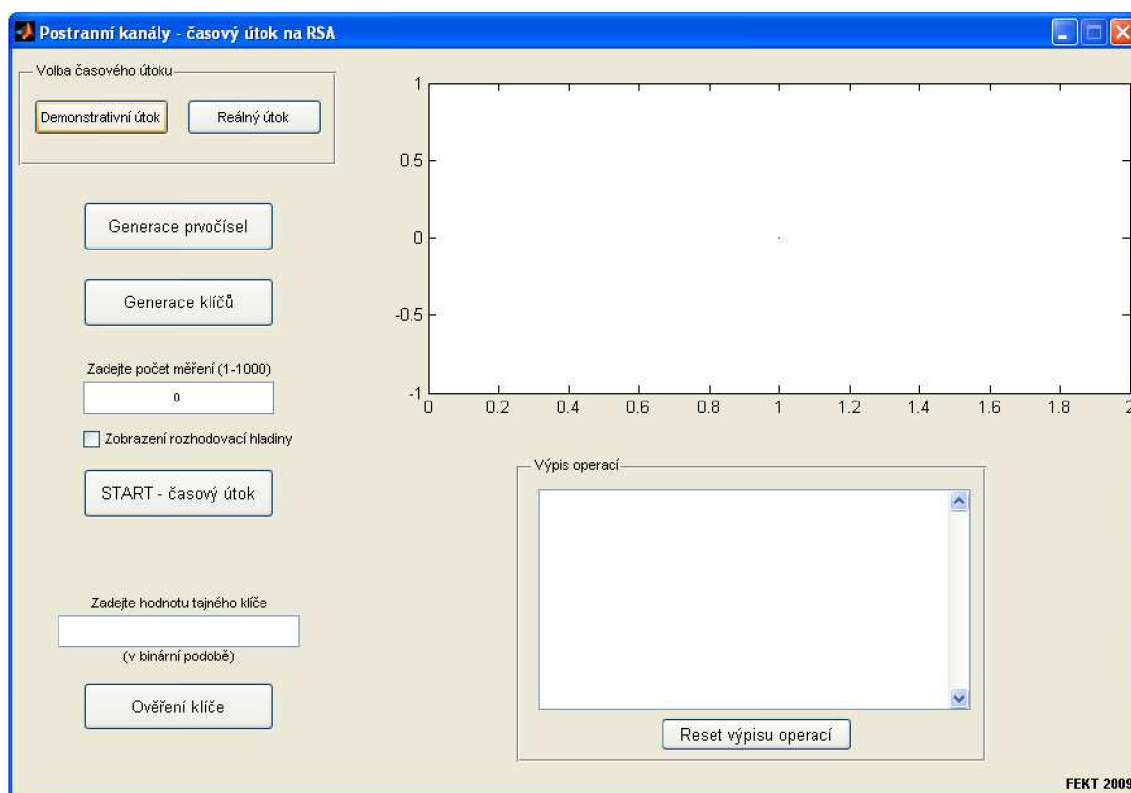 Postranní kanály - časový útok na RSA
Volba časového útoku
Demonstrativní útok
Reálný útok
Generace prvočísel
Generace klíčů
Zadejte počet měření (1-1000)
0
Zobrazení rozhodovací hladiny
START - časový útok
Zadejte hodnotu tajného klíče
(v binární podobě)
Ověření klíče
1
0.5
0
-0.5
-1
0 0.2 0.4 0.6 0.8 1 1.2 1.4 1.6 1.8 2
Výpis operací
Reset výpisu operací
FEKT 2009